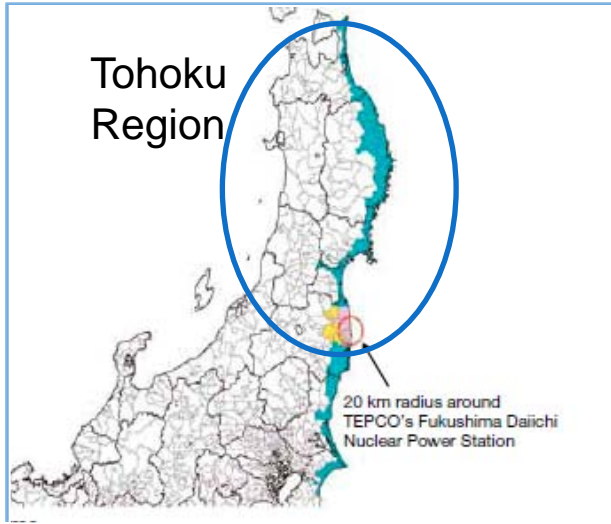 Tohoku
Region
20 km radius around
TEPCO's Fukushima Daiichi
Nuclear Power Station